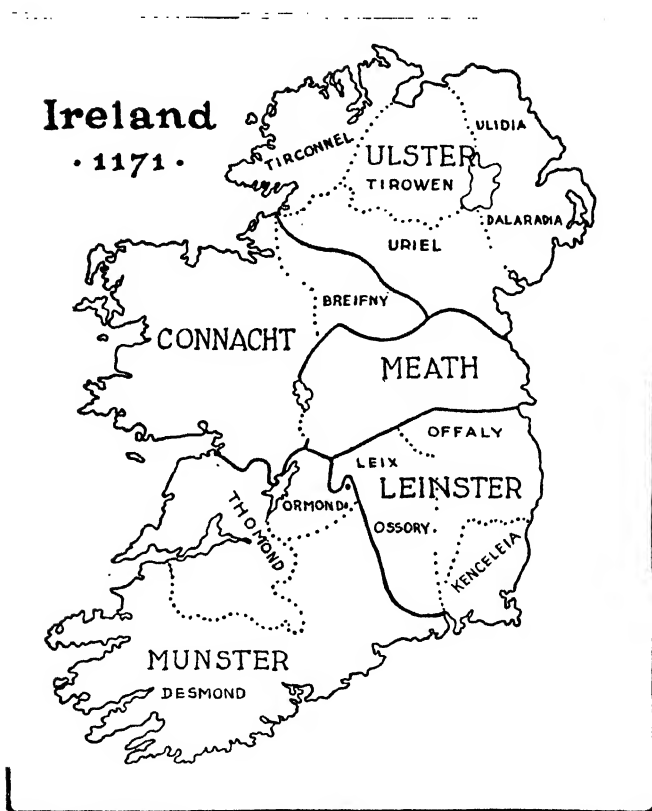 Ireland
· 1171 ·
TIRCONNEL
ULSTER
ULIDIA
TIROWEN
DALARADIA
URIEL
BREIFNY
CONNACHT
MEATH
OFFALY
LEIX
LEINSTER
THOMOND
ORMOND
OSSORY
KENCELEIA
MUNSTER
DESMOND